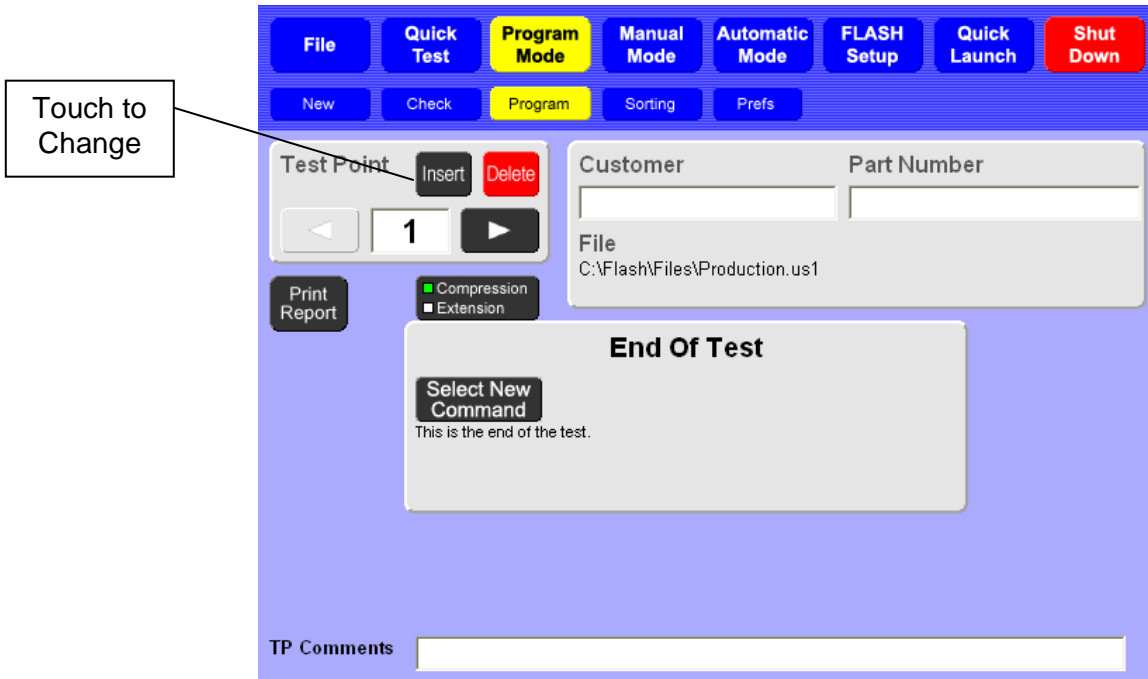 File
Quick
Test
Program
Mode
Manual
Mode
Automatic
Mode
FLASH
Setup
Quick
Launch
Shut
Down
New
Check
Program
Sorting
Prefs
Touch to
Change
Test Point
Insert
Delete
1
Customer
Part Number
File
C:\Flash\Files\Production.us1
Print
Report
Compression
Extension
End Of Test
Select New
Command
This is the end of the test.
TP Comments